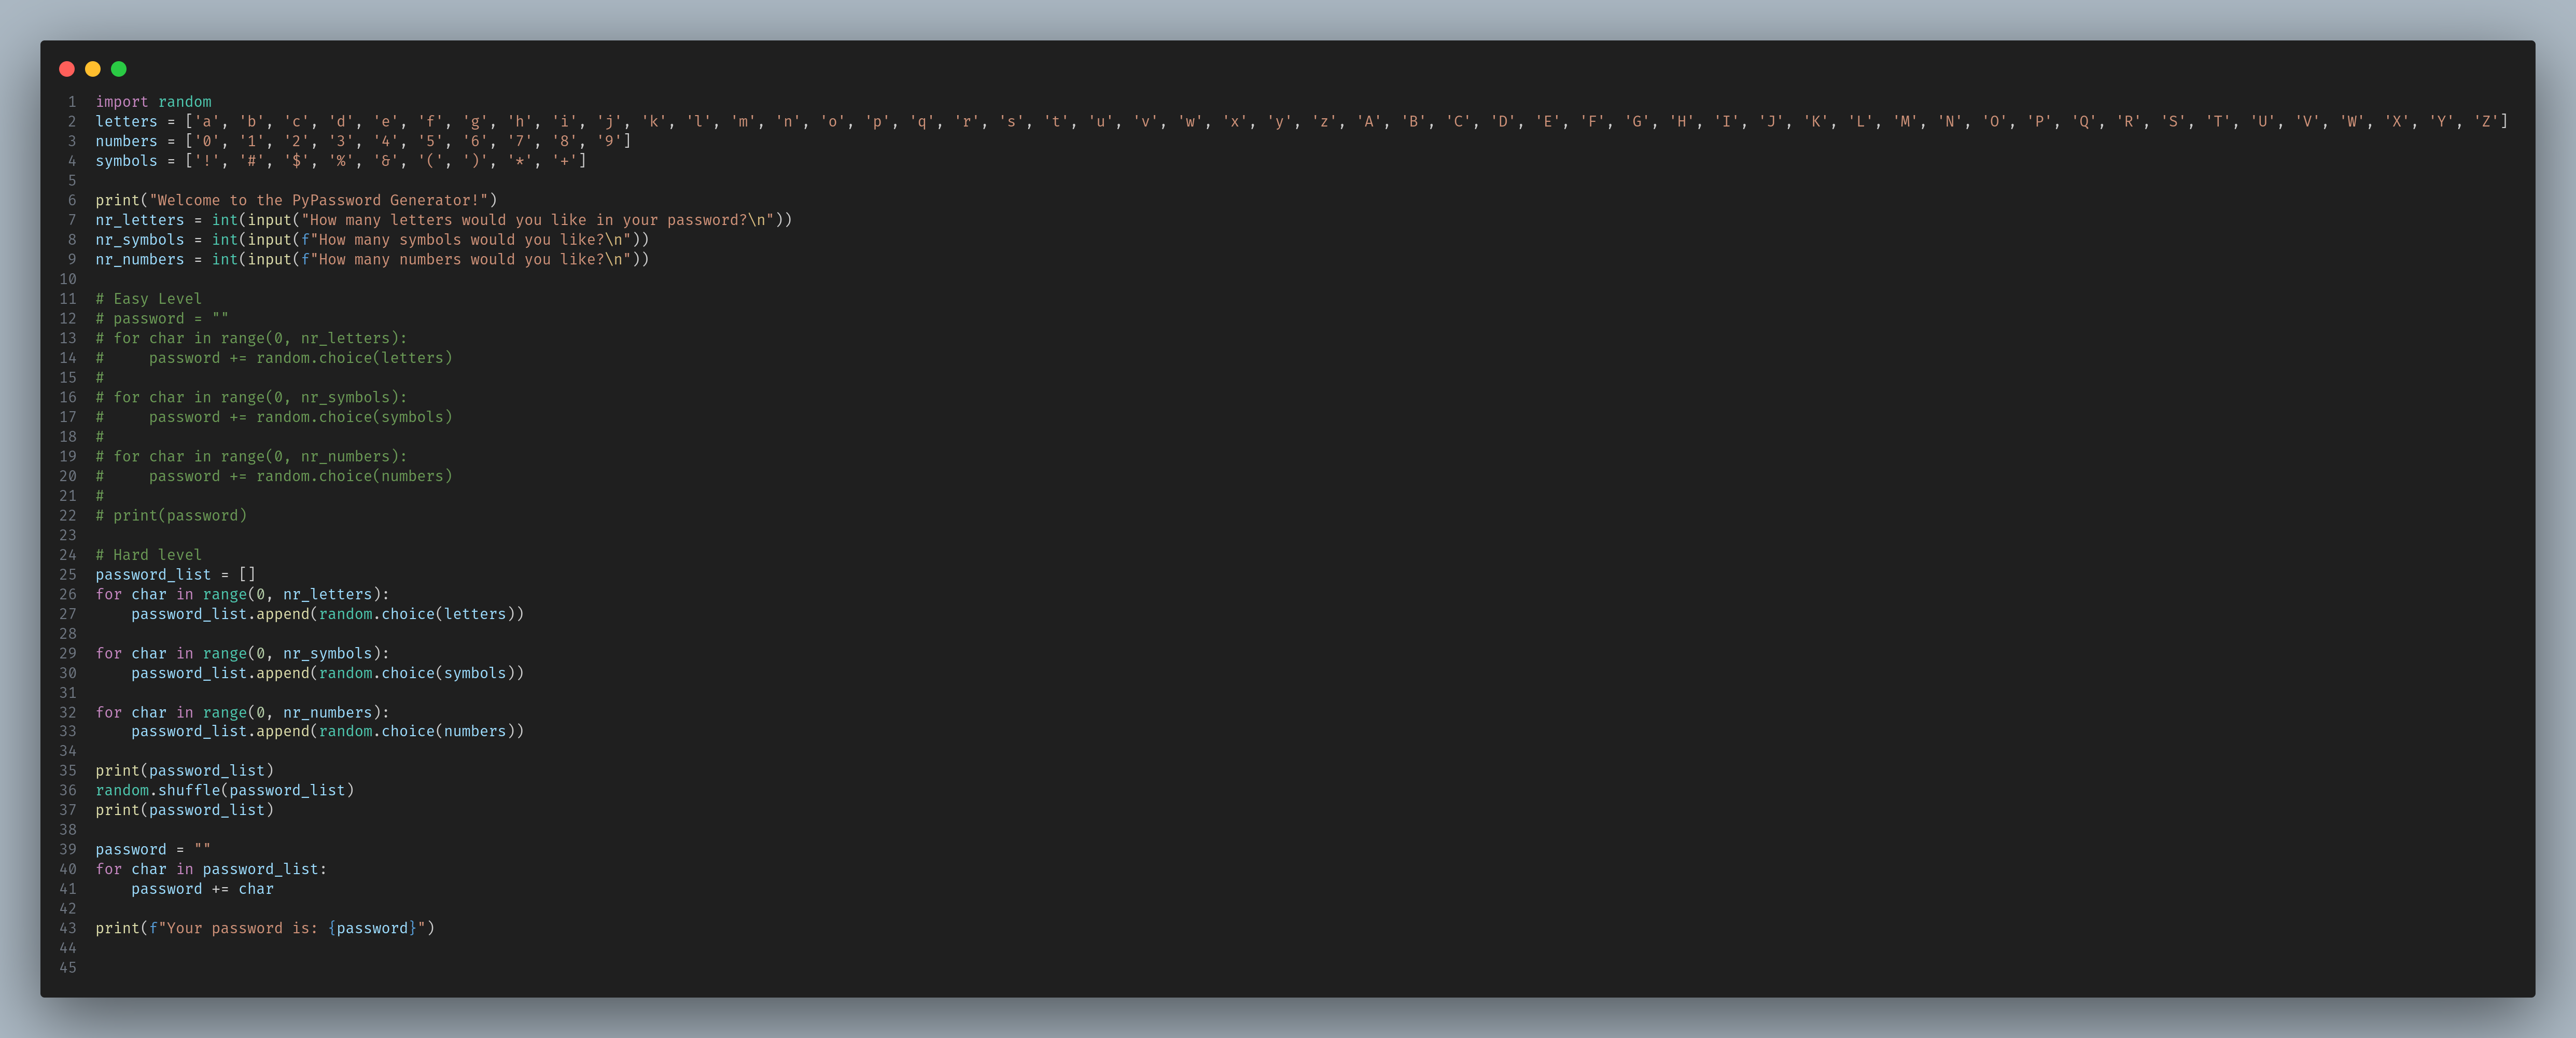 1 import random
2 letters = ['a', 'b', 'c', 'd', 'e', 'f', 'g', 'h', 'i', 'j', 'k', 'l', 'm', 'n', 'o', 'p', 'q', 'r', 's', 't', 'u', 'v', 'w', 'x', 'y', 'z', 'A', 'B', 'C', 'D', 'E', 'F', 'G', 'H', 'I', 'J', 'K', 'L', 'M', 'N', 'O', 'P', 'Q', 'R', 'S', 'T', 'U', 'V', 'W', 'X', 'Y', 'Z']
3 numbers = ['0', '1', '2', '3', '4', '5', '6', '7', '8', '9']
4 symbols = ['!', '#', '$', '%', '&', '(', ')', '*', '+']
5
6 print("Welcome to the PyPassword Generator!")
7 nr_letters = int(input("How many letters would you like in your password?\n"))
8 nr_symbols = int(input(f"How many symbols would you like?\n"))
9 nr_numbers = int(input(f"How many numbers would you like?\n"))
10
11 # Easy Level
12 # password = ""
13 # for char in range(0, nr_letters):
14 #     password += random.choice(letters)
15 #
16 # for char in range(0, nr_symbols):
17 #     password += random.choice(symbols)
18 #
19 # for char in range(0, nr_numbers):
20 #     password += random.choice(numbers)
21 #
22 # print(password)
23
24 # Hard level
25 password_list = []
26 for char in range(0, nr_letters):
27     password_list.append(random.choice(letters))
28
29 for char in range(0, nr_symbols):
30     password_list.append(random.choice(symbols))
31
32 for char in range(0, nr_numbers):
33     password_list.append(random.choice(numbers))
34
35 print(password_list)
36 random.shuffle(password_list)
37 print(password_list)
38
39 password = ""
40 for char in password_list:
41     password += char
42
43 print(f"Your password is: {password}")
44
45